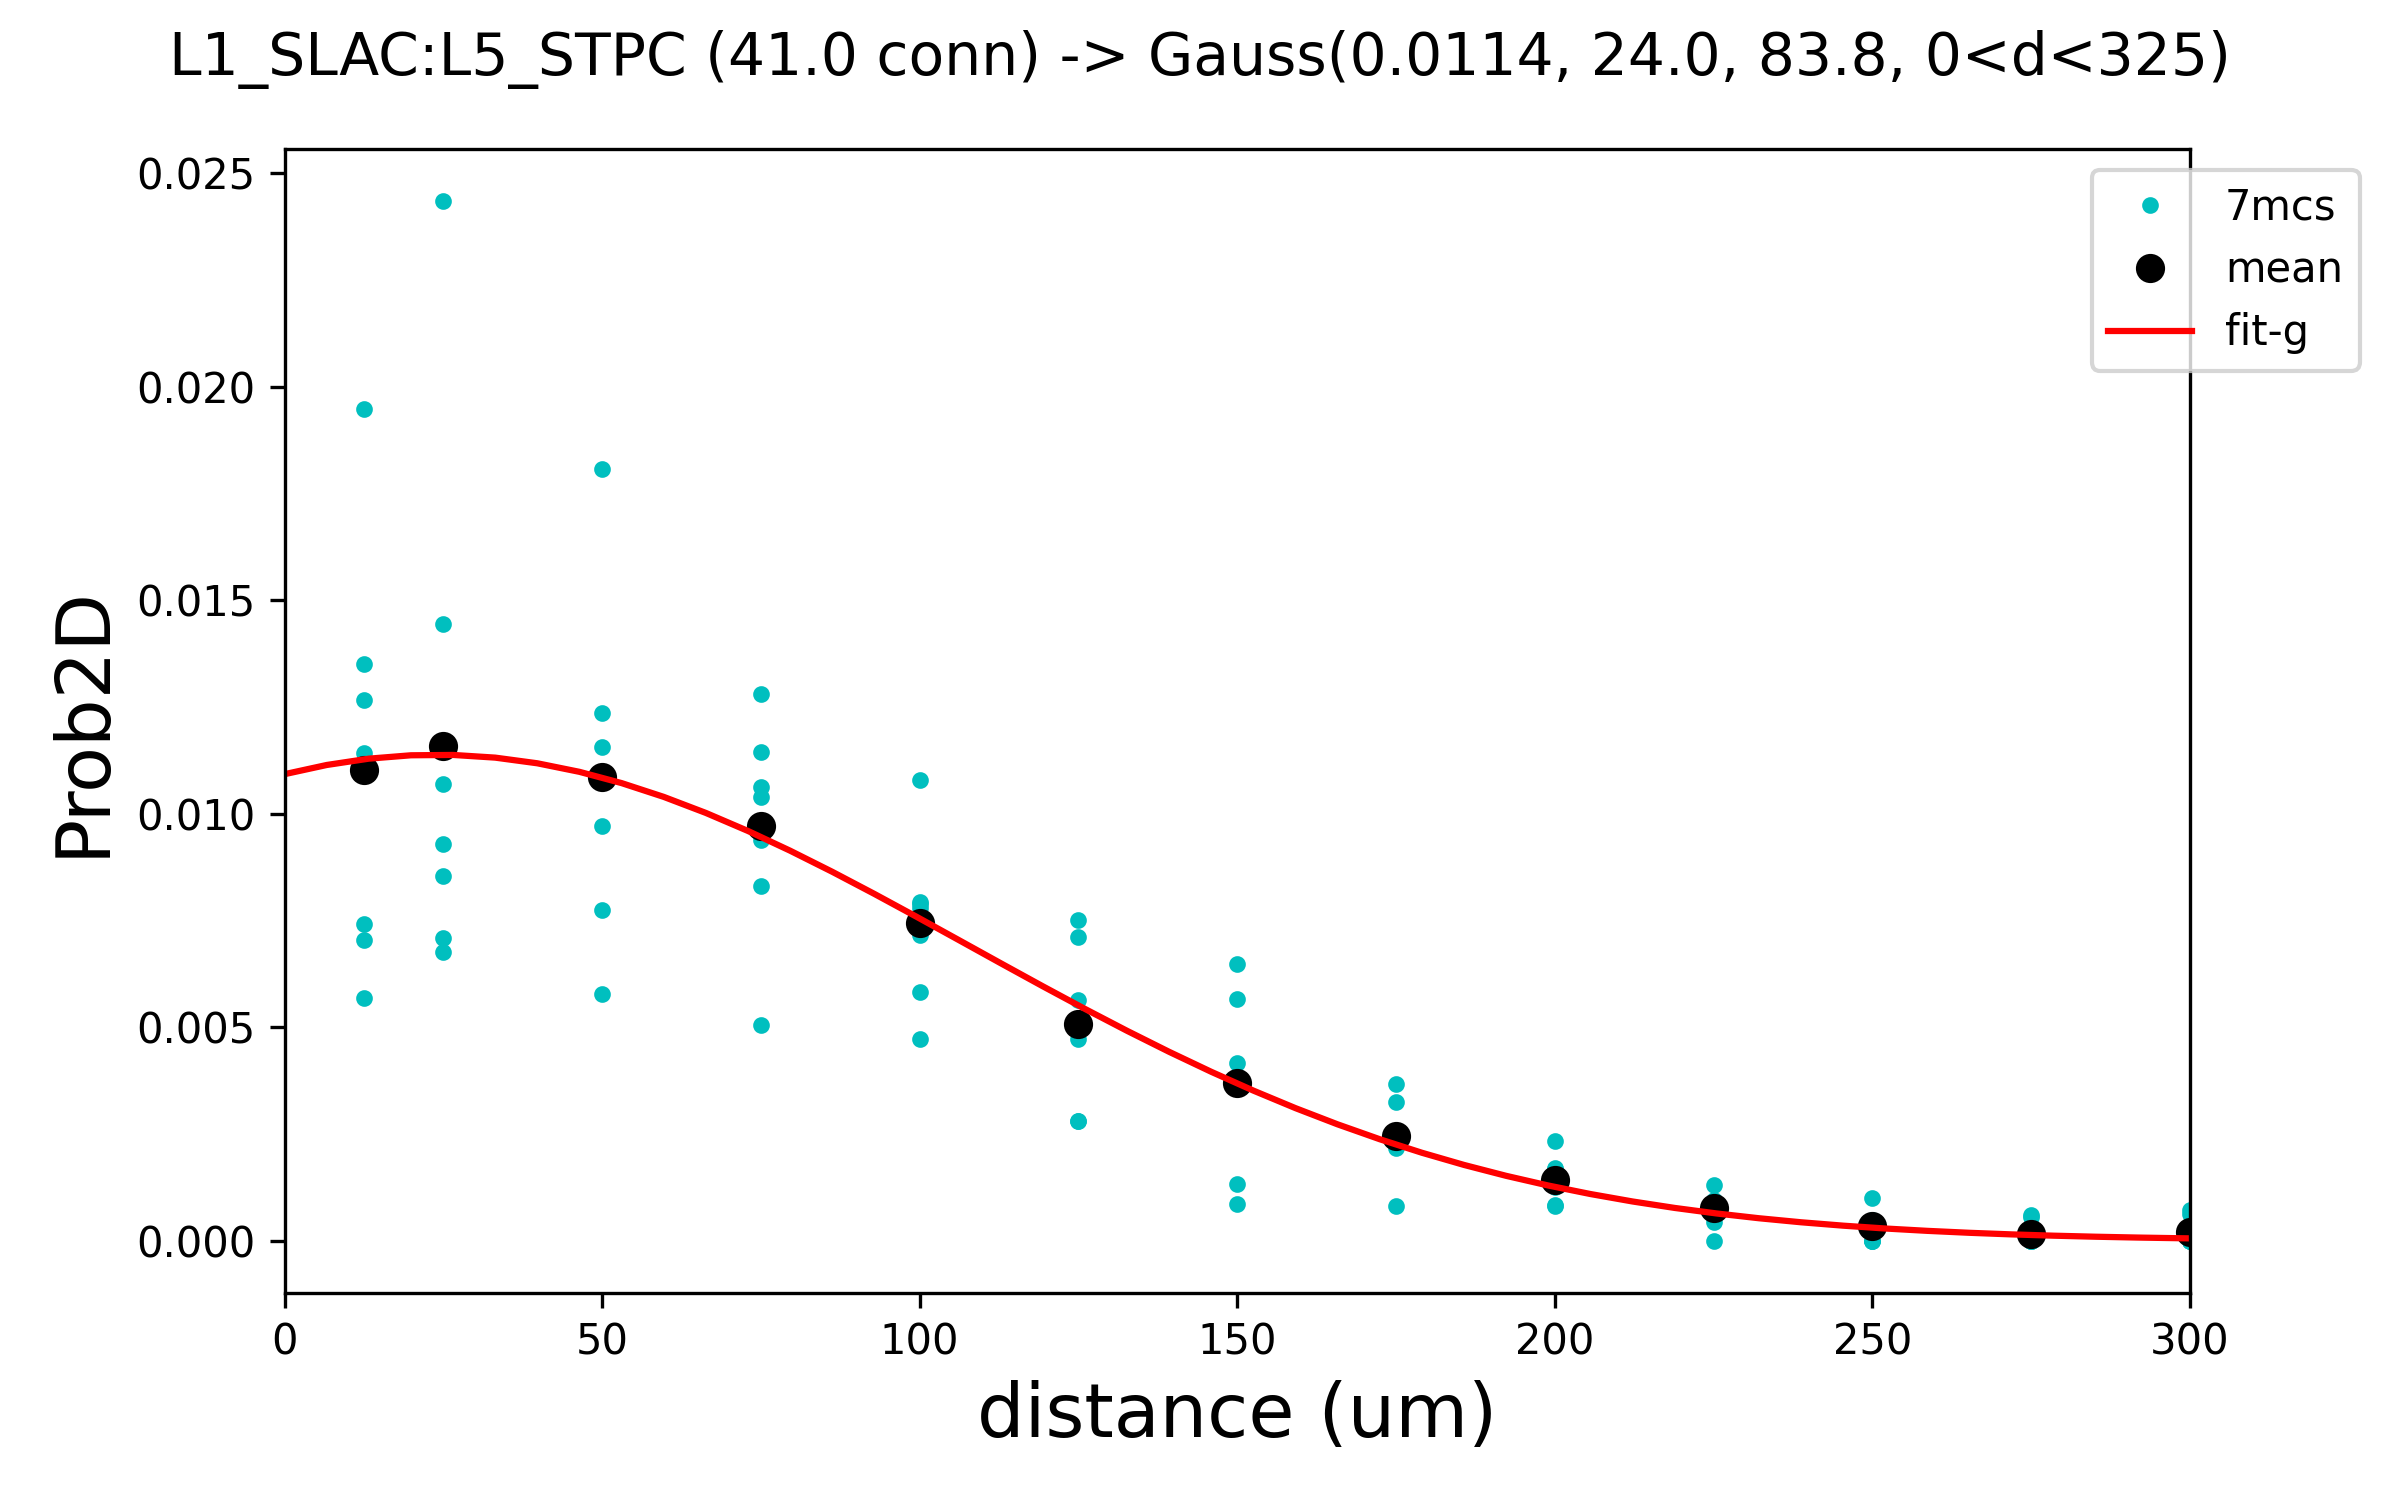 L1_SLAC:L5_STPC (41.0 conn) -> Gauss(0.0114, 24.0, 83.8, 0<d<325)
0.025
0.020
0.015
0.010
0.005
0.000
Prob2D
7mcs
mean
fit-g
0 50 100 150 200 250 300
distance (um)